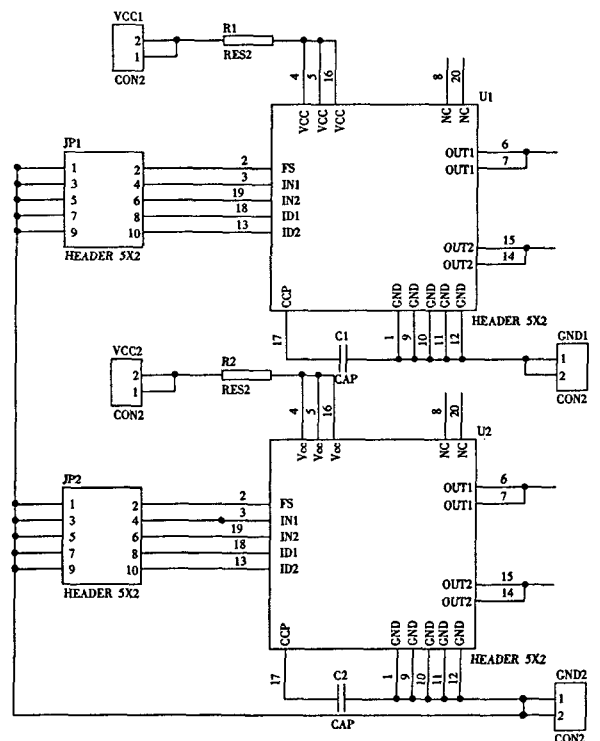 VCC1
2
1
CON2
R1
RES2
4
5
16
VCC
VCC
VCC
8
20
NC
NC
U1
JP1
1 2
3 4
5 6
7 8
9 10
HEADER 5X2
2 FS
3 IN1
19 IN2
18 ID1
13 ID2
OUT1 6
OUT1 7
OUT2 15
OUT2 14
CCP
GND
GND
GND
GND
GND
HEADER 5X2
17
1
9
10
11
12
C1
CAP
GND1
1
2
CON2
VCC2
2
1
CON2
R2
RES2
4
5
16
Vcc
Vcc
Vcc
8
20
NC
NC
U2
JP2
1 2
3 4
5 6
7 8
9 10
HEADER 5X2
2 FS
3 IN1
19 IN2
18 ID1
13 ID2
OUT1 6
OUT1 7
OUT2 15
OUT2 14
CCP
GND
GND
GND
GND
GND
HEADER 5X2
17
1
9
10
11
12
C2
CAP
GND2
1
2
CON2